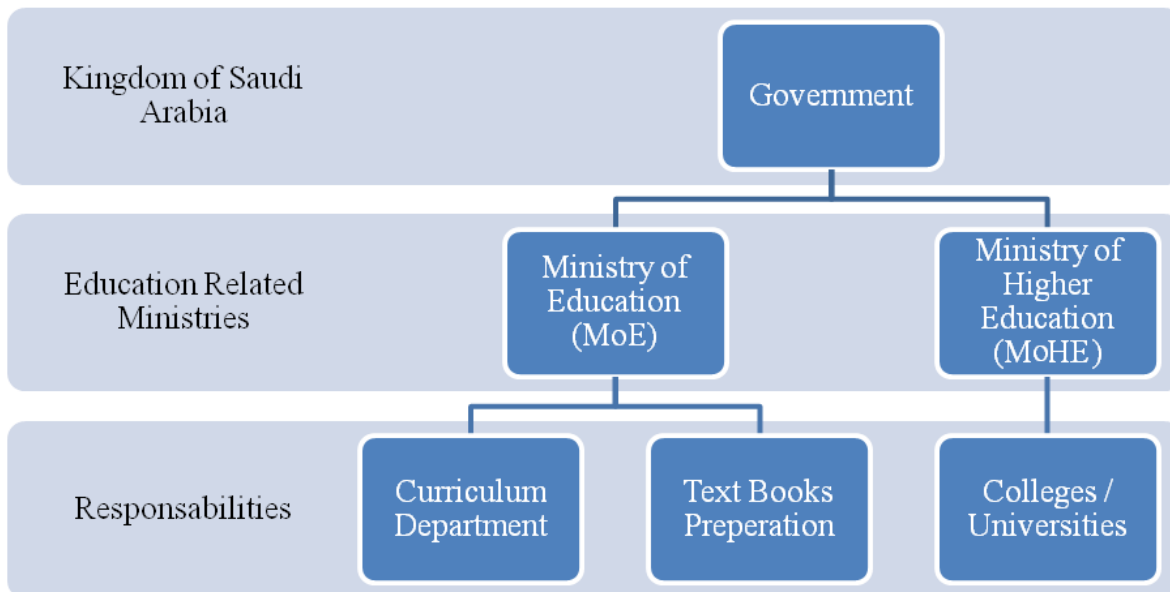 Kingdom of Saudi
Arabia
Government
Education Related
Ministries
Ministry of
Education
(MoE)
Ministry of
Higher
Education
(MoHE)
Responsabilities
Curriculum
Department
Text Books
Preperation
Colleges /
Universities